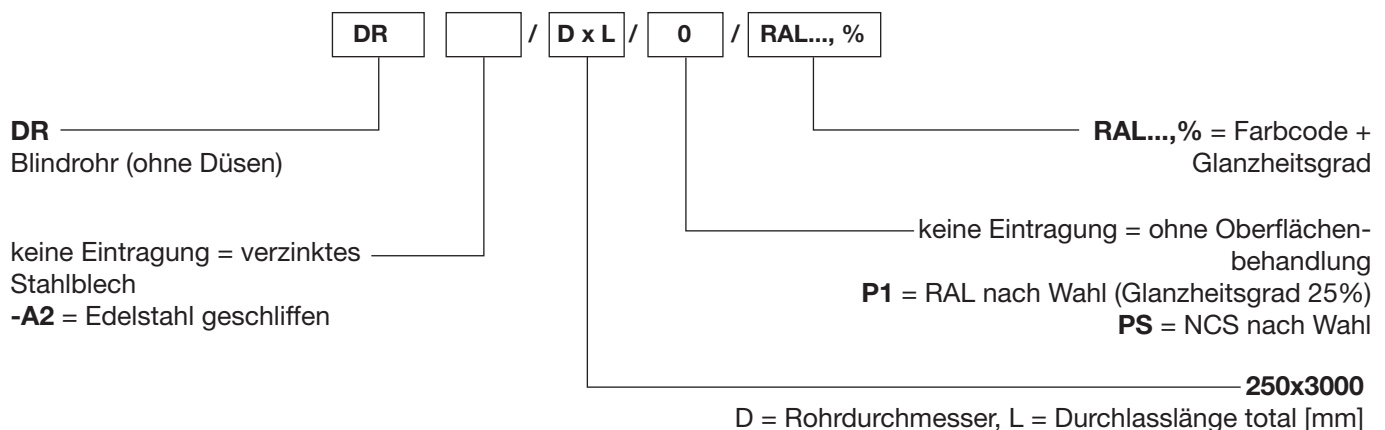 DR / D x L / 0 / RAL..., %
DR
Blindrohr (ohne Düsen)
RAL...,% = Farbcode +
Glanzheitsgrad
keine Eintragung = verzinktes
Stahlblech
-A2 = Edelstahl geschliffen
keine Eintragung = ohne Oberflächen-
behandlung
P1 = RAL nach Wahl (Glanzheitsgrad 25%)
PS = NCS nach Wahl
250x3000
D = Rohrdurchmesser, L = Durchlasslänge total [mm]